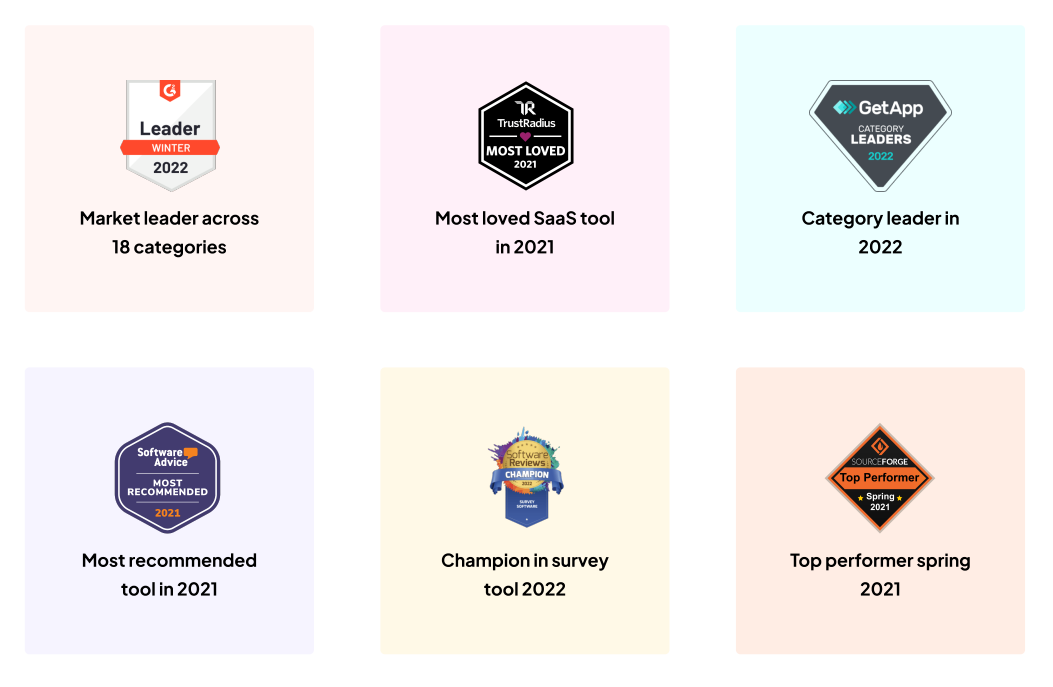 Leader
WINTER
2022
Market leader across
18 categories
TrustRadius
MOST LOVED
2021
Most loved SaaS tool
in 2021
GetApp
CATEGORY
LEADERS
2022
Category leader in
2022
Software
Advice
MOST
RECOMMENDED
2021
Most recommended
tool in 2021
Software
Reviews
CHAMPION
2022
SURVEY
SOFTWARE
Champion in survey
tool 2022
SOURCEFORGE
Top Performer
Spring
2021
Top performer spring
2021